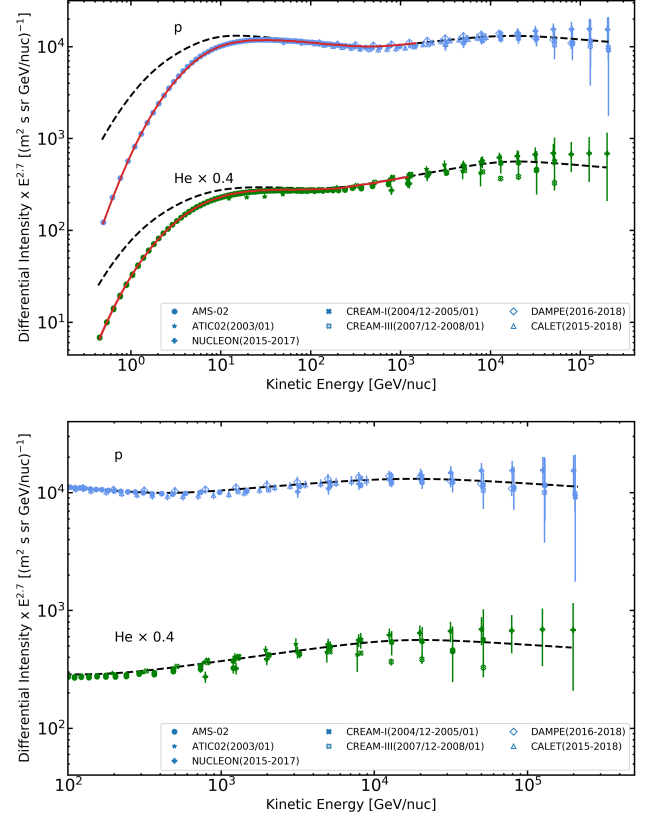 Differential Intensity x E^2.7 [(m^2 s sr GeV/nuc)^−1]
10^4
10^3
10^2
10^1
p
He × 0.4
AMS-02
ATIC02(2003/01)
NUCLEON(2015-2017)
CREAM-I(2004/12-2005/01)
CREAM-III(2007/12-2008/01)
DAMPE(2016-2018)
CALET(2015-2018)
10^0 10^1 10^2 10^3 10^4 10^5
Kinetic Energy [GeV/nuc]
Differential Intensity x E^2.7 [(m^2 s sr GeV/nuc)^−1]
10^4
10^3
10^2
p
He × 0.4
AMS-02
ATIC02(2003/01)
NUCLEON(2015-2017)
CREAM-I(2004/12-2005/01)
CREAM-III(2007/12-2008/01)
DAMPE(2016-2018)
CALET(2015-2018)
10^2 10^3 10^4 10^5
Kinetic Energy [GeV/nuc]